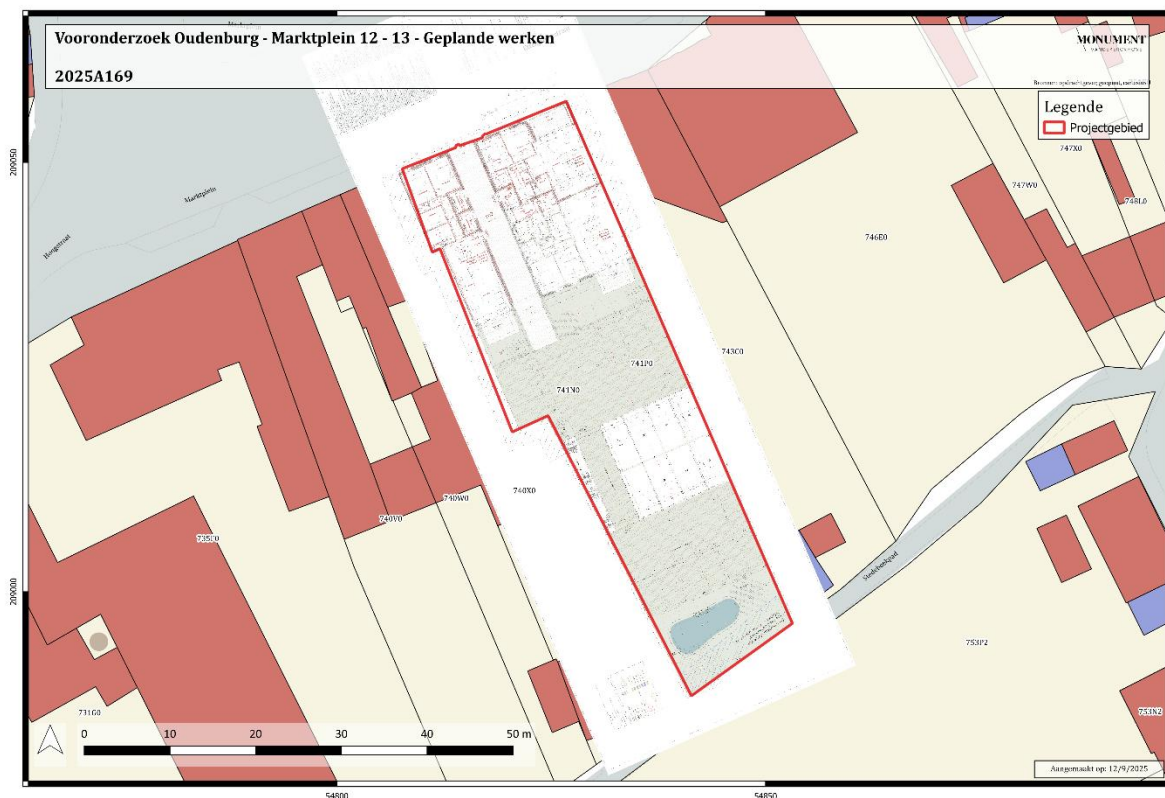 Vooronderzoek Oudenburg - Marktplein 12 - 13 - Geplande werken
2025A169
MONUMENT
Legende
Projectgebied
747X0
747W0
748L0
746E0
743C0
741P0
741N0
740X0
740W0
740V0
735C0
731G0
753P2
753N2
Marktplein
Hoogstraat
209050
209000
54800
54850
0 10 20 30 40 50 m
Aangemaakt op: 12/9/2025